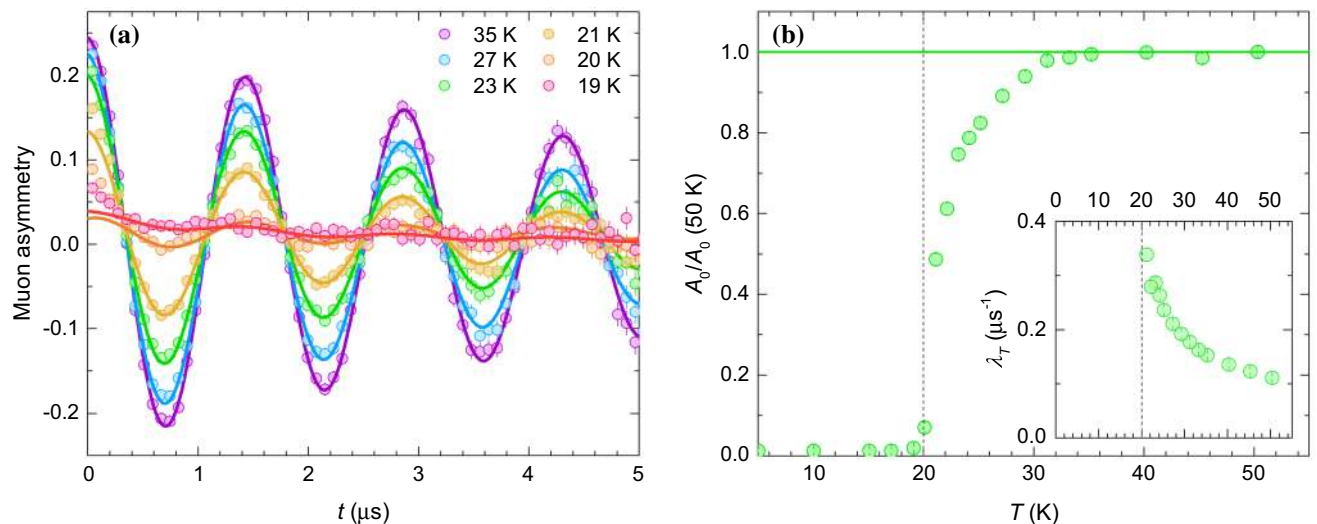 (a)
35 K
27 K
23 K
21 K
20 K
19 K
Muon asymmetry
0.2
0.1
0.0
-0.1
-0.2
0
1
2
3
4
5
t (μs)
(b)
A₀/A₀ (50 K)
1.0
0.8
0.6
0.4
0.2
0.0
10
20
30
40
50
T (K)
0 10 20 30 40 50
λ_T (μs⁻¹)
0.4
0.2
0.0